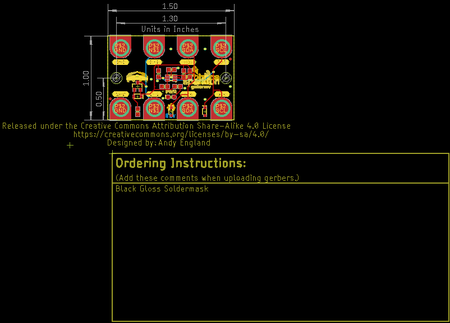 1.50
1.30
Units in inches
1.00
0.50
Released under the Creative Commons Attribution Share-Alike 4.0 License
https://creativecommons.org/licenses/by-sa/4.0/
Designed by: Andy England
Ordering Instructions:
(Add these comments when uploading gerbers.)
Black Gloss Soldermask